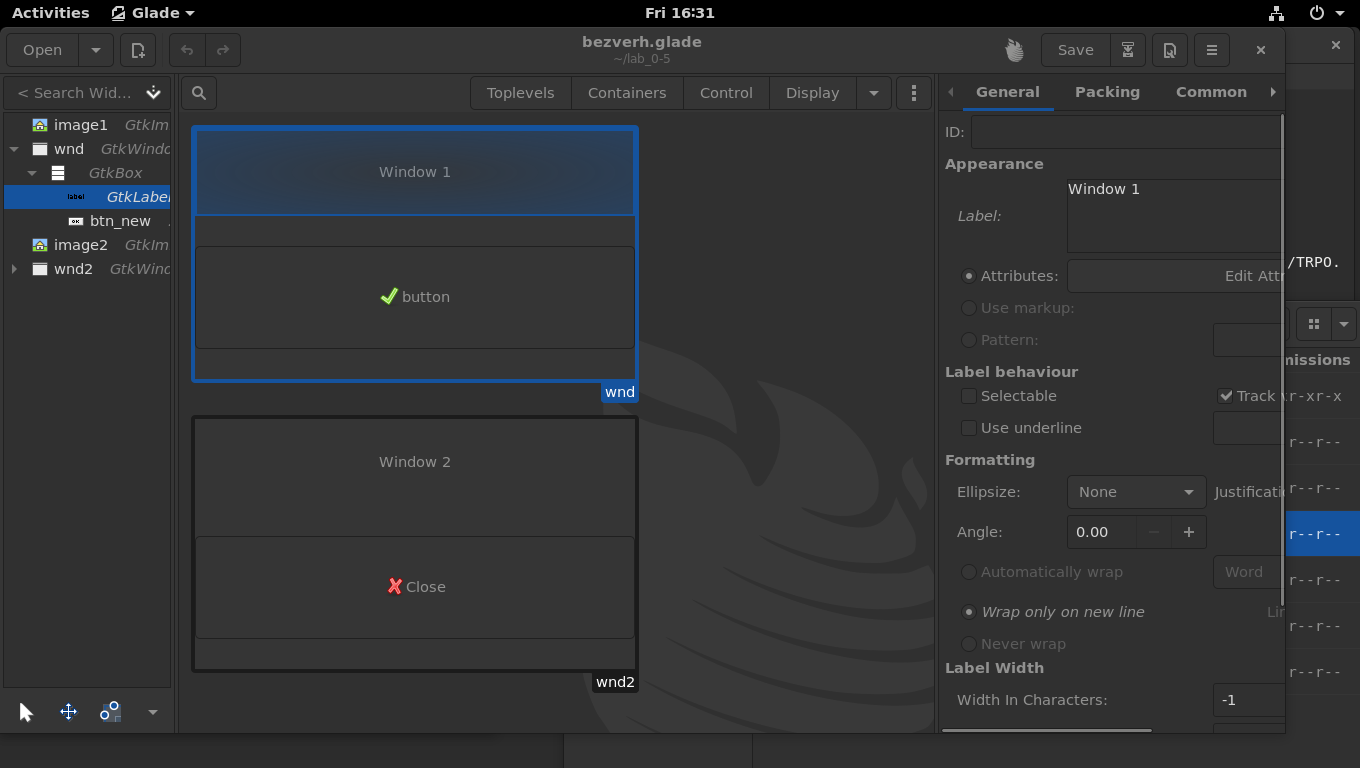 Activities Glade Fri 16:31
Open bezverh.glade Save
~/lab_0-5
< Search Wid... Toplevels Containers Control Display General Packing Common
image1 GtkIm
wnd GtkWindo
GtkBox
label GtkLabel
btn_new
image2 GtkIm
wnd2 GtkWind
Window 1
button
wnd
Window 2
Close
wnd2
ID:
Appearance
Window 1
Label:
Attributes: Edit Attr
Use markup:
Pattern:
Label behaviour
Selectable Track
Use underline
Formatting
Ellipsize: None Justificati
Angle: 0.00 − +
Automatically wrap Word
Wrap only on new line Lin
Never wrap
Label Width
Width In Characters: -1
/TRPO.
missions
r-xr-x
r--r--
r--r--
r--r--
r--r--
r--r--
r--r--